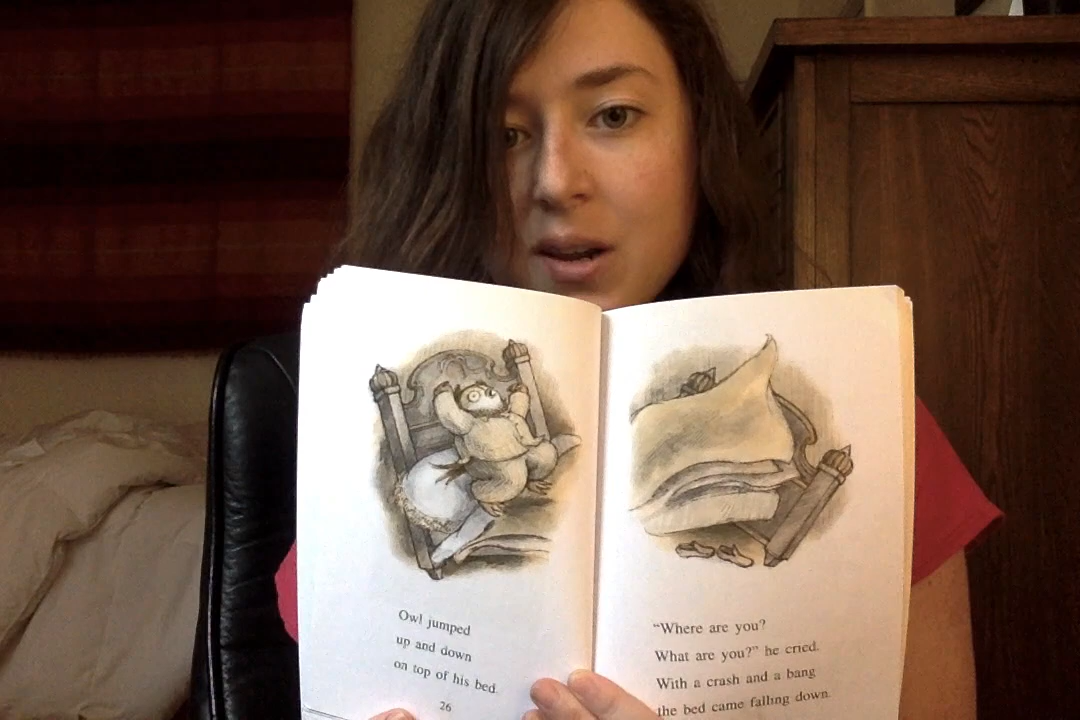 Owl jumped
up and down
on top of his bed.
26
“Where are you?
What are you?” he cried.
With a crash and a bang
the bed came falling down.